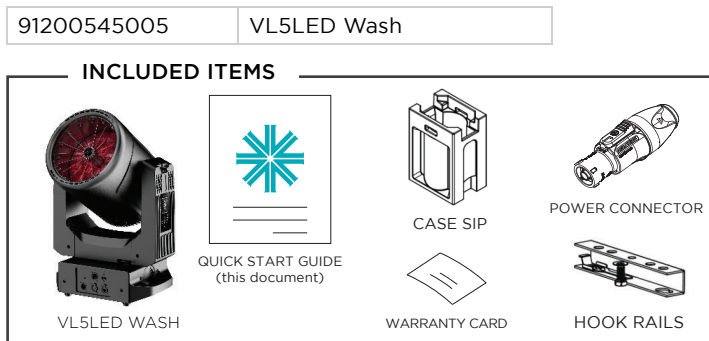 91200545005 VL5LED Wash
INCLUDED ITEMS
VL5LED WASH
QUICK START GUIDE
(this document)
CASE SIP
POWER CONNECTOR
WARRANTY CARD
HOOK RAILS